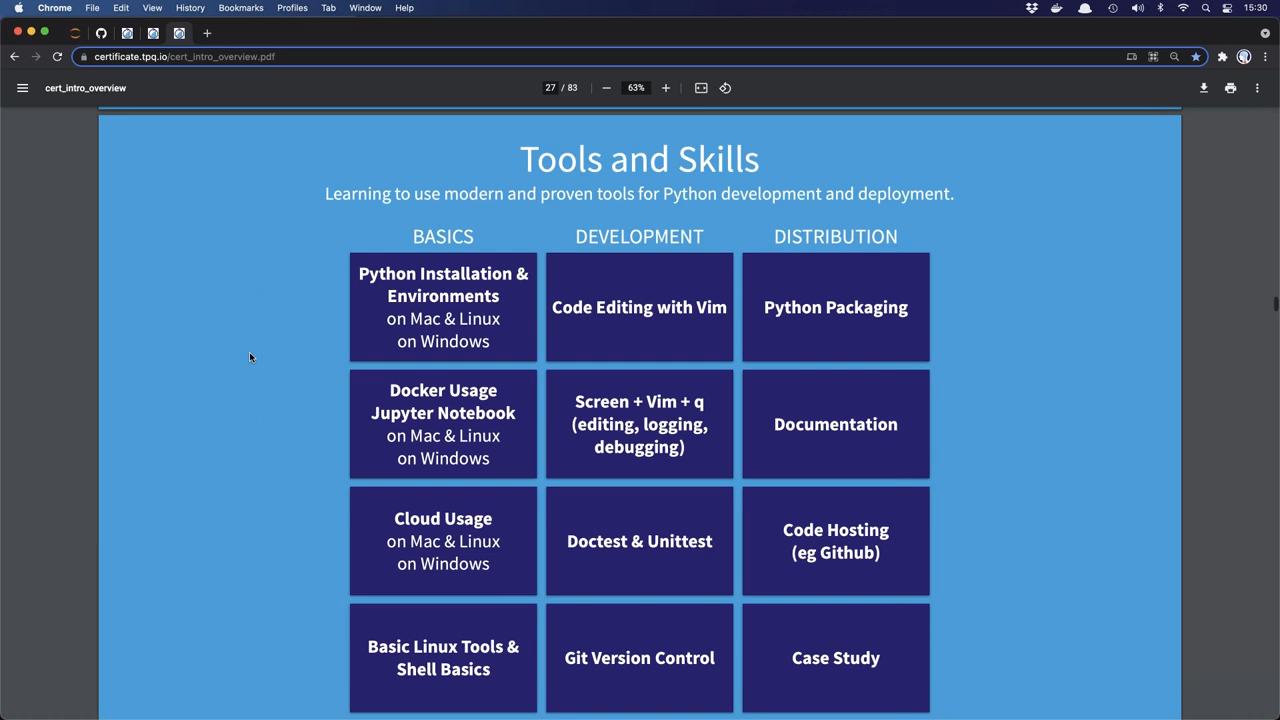 Chrome File Edit View History Bookmarks Profiles Tab Window Help 15:30
certificate.tpq.io/cert_intro_overview.pdf
cert_intro_overview 27 / 83 63%
Tools and Skills
Learning to use modern and proven tools for Python development and deployment.
BASICS DEVELOPMENT DISTRIBUTION
Python Installation &
Environments
on Mac & Linux
on Windows
Code Editing with Vim
Python Packaging
Docker Usage
Jupyter Notebook
on Mac & Linux
on Windows
Screen + Vim + q
(editing, logging,
debugging)
Documentation
Cloud Usage
on Mac & Linux
on Windows
Doctest & Unittest
Code Hosting
(eg Github)
Basic Linux Tools &
Shell Basics
Git Version Control
Case Study